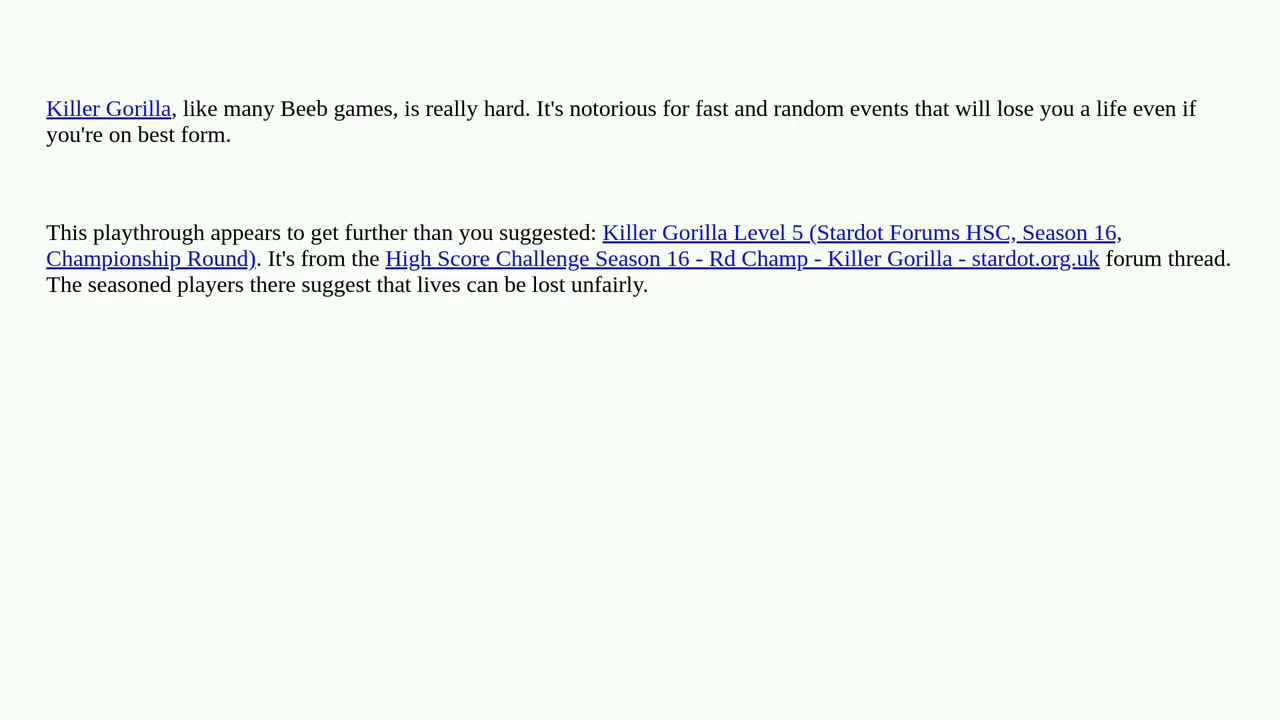 Killer Gorilla, like many Beeb games, is really hard. It's notorious for fast and random events that will lose you a life even if
you're on best form.
This playthrough appears to get further than you suggested: Killer Gorilla Level 5 (Stardot Forums HSC, Season 16,
Championship Round). It's from the High Score Challenge Season 16 - Rd Champ - Killer Gorilla - stardot.org.uk forum thread.
The seasoned players there suggest that lives can be lost unfairly.